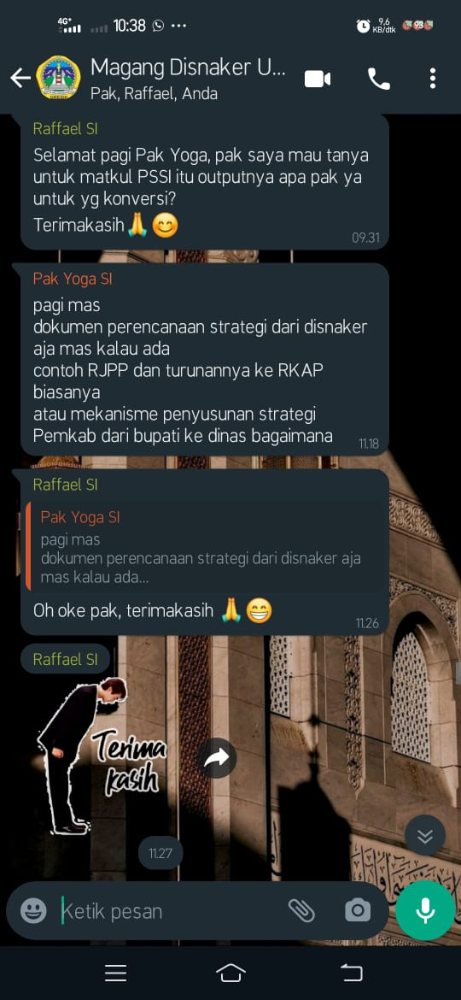 4G+
10:38
9,6
KB/dtk
98
Magang Disnaker U...
Pak, Raffael, Anda
Raffael SI
Selamat pagi Pak Yoga, pak saya mau tanya
untuk matkul PSSI itu outputnya apa pak ya
untuk yg konversi?
Terimakasih🙏😊
09.31
Pak Yoga SI
pagi mas
dokumen perencanaan strategi dari disnaker
aja mas kalau ada
contoh RJPP dan turunannya ke RKAP
biasanya
atau mekanisme penyusunan strategi
Pemkab dari bupati ke dinas bagaimana
11.18
Raffael SI
Pak Yoga SI
pagi mas
dokumen perencanaan strategi dari disnaker aja
mas kalau ada...
Oh oke pak, terimakasih 🙏😁
11.26
Raffael SI
Terima
kasih
11.27
Ketik pesan